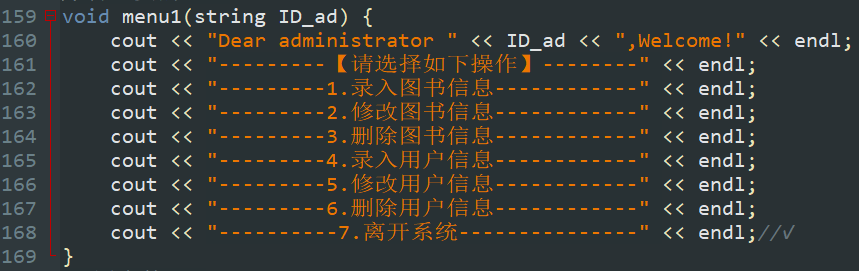 159 void menu1(string ID_ad) {
160 cout << "Dear administrator " << ID_ad << ",Welcome!" << endl;
161 cout << "---------【请选择如下操作】--------" << endl;
162 cout << "---------1.录入图书信息------------" << endl;
163 cout << "---------2.修改图书信息------------" << endl;
164 cout << "---------3.删除图书信息------------" << endl;
165 cout << "---------4.录入用户信息------------" << endl;
166 cout << "---------5.修改用户信息------------" << endl;
167 cout << "---------6.删除用户信息------------" << endl;
168 cout << "----------7.离开系统---------------" << endl;//√
169 }